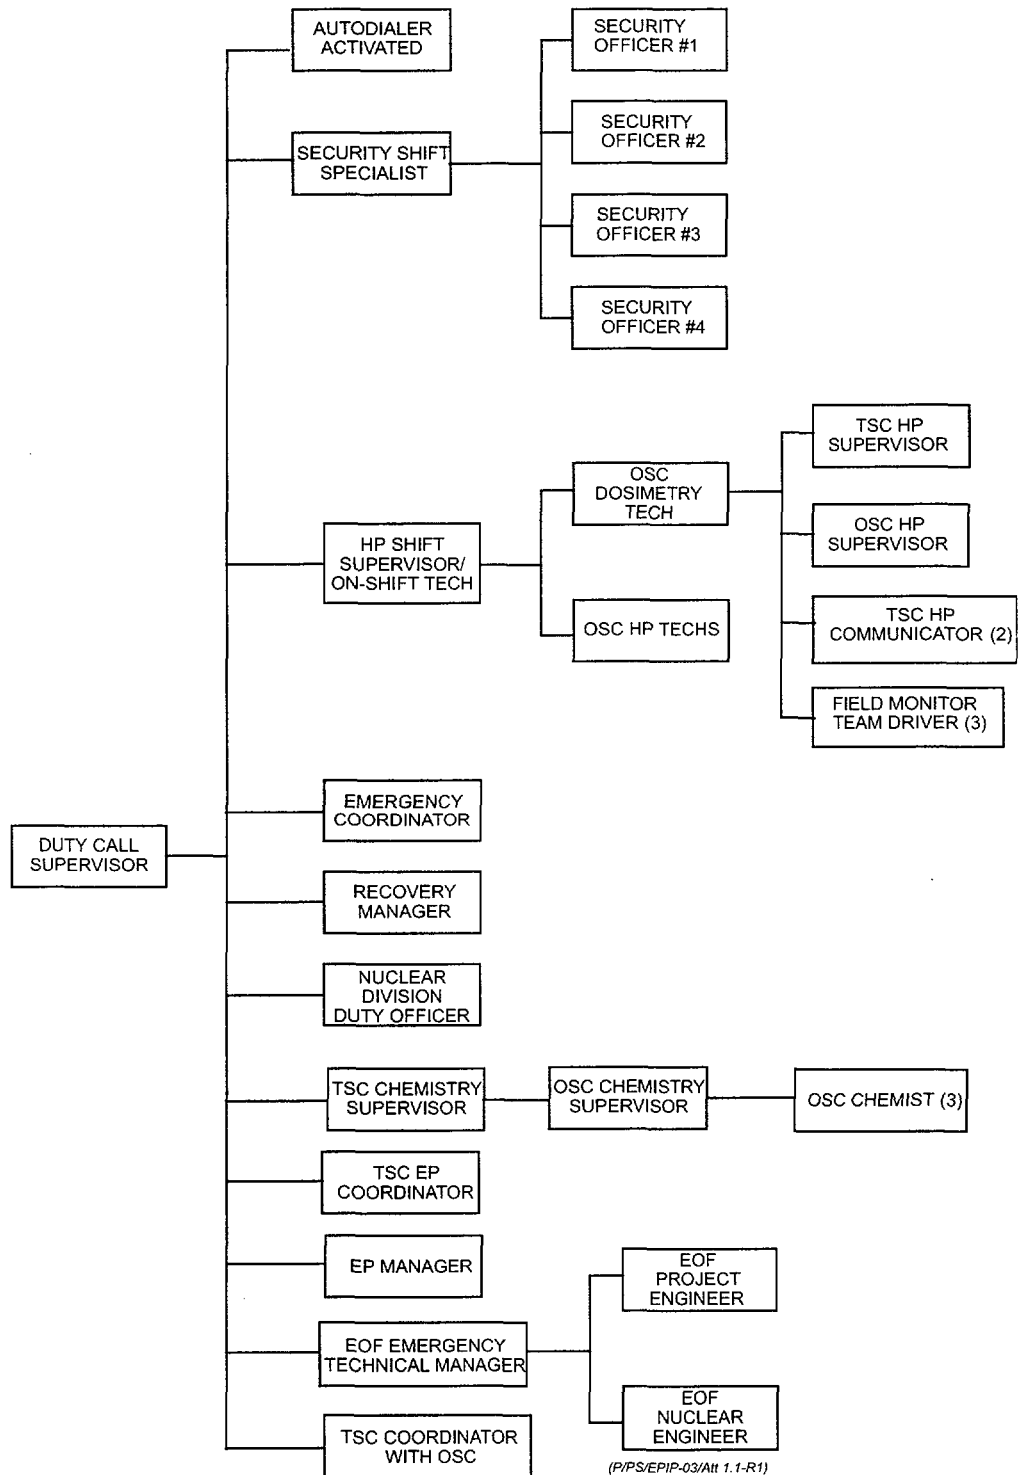 AUTODIALER
ACTIVATED
SECURITY
OFFICER #1
SECURITY
OFFICER #2
SECURITY SHIFT
SPECIALIST
SECURITY
OFFICER #3
SECURITY
OFFICER #4
TSC HP
SUPERVISOR
OSC
DOSIMETRY
TECH
OSC HP
SUPERVISOR
HP SHIFT
SUPERVISOR/
ON-SHIFT TECH
OSC HP TECHS
TSC HP
COMMUNICATOR (2)
FIELD MONITOR
TEAM DRIVER (3)
EMERGENCY
COORDINATOR
DUTY CALL
SUPERVISOR
RECOVERY
MANAGER
NUCLEAR
DIVISION
DUTY OFFICER
TSC CHEMISTRY
SUPERVISOR
OSC CHEMISTRY
SUPERVISOR
OSC CHEMIST (3)
TSC EP
COORDINATOR
EP MANAGER
EOF
PROJECT
ENGINEER
EOF EMERGENCY
TECHNICAL MANAGER
EOF
NUCLEAR
ENGINEER
TSC COORDINATOR
WITH OSC
(P/PS/EPIP-03/Att 1.1-R1)